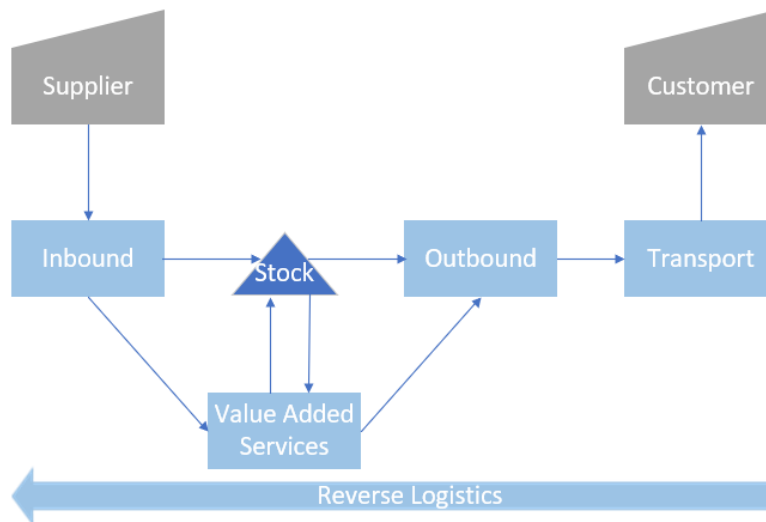 Supplier
Customer
Inbound
Stock
Outbound
Transport
Value Added
Services
Reverse Logistics